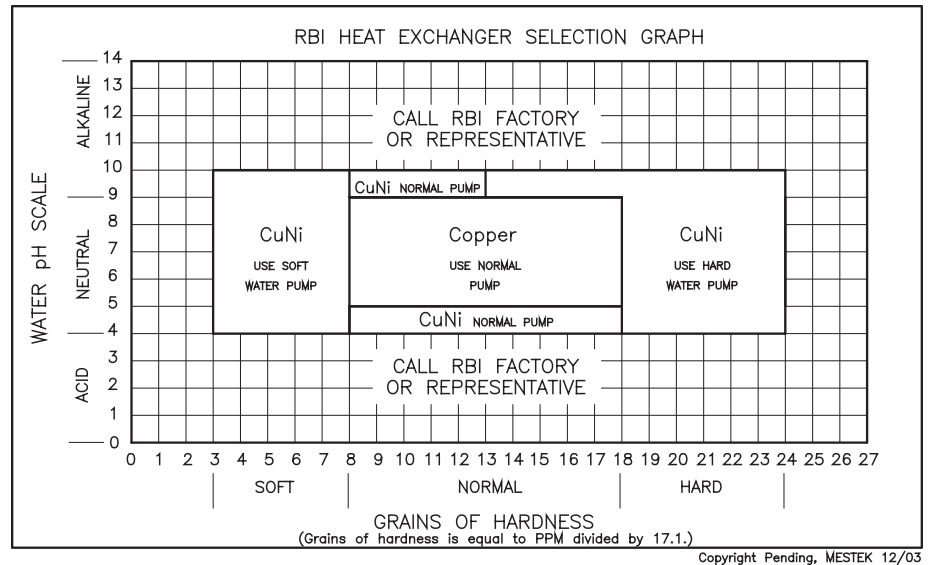 RBI HEAT EXCHANGER SELECTION GRAPH
14
13
12
11
10
9
8
7
6
5
4
3
2
1
0
ALKALINE
NEUTRAL
ACID
WATER pH SCALE
CALL RBI FACTORY
OR REPRESENTATIVE
CuNi NORMAL PUMP
CuNi
USE SOFT
WATER PUMP
Copper
USE NORMAL
PUMP
CuNi
USE HARD
WATER PUMP
CuNi NORMAL PUMP
CALL RBI FACTORY
OR REPRESENTATIVE
0 1 2 3 4 5 6 7 8 9 10 11 12 13 14 15 16 17 18 19 20 21 22 23 24 25 26 27
SOFT NORMAL HARD
GRAINS OF HARDNESS
(Grains of hardness is equal to PPM divided by 17.1.)
Copyright Pending, MESTEK 12/03